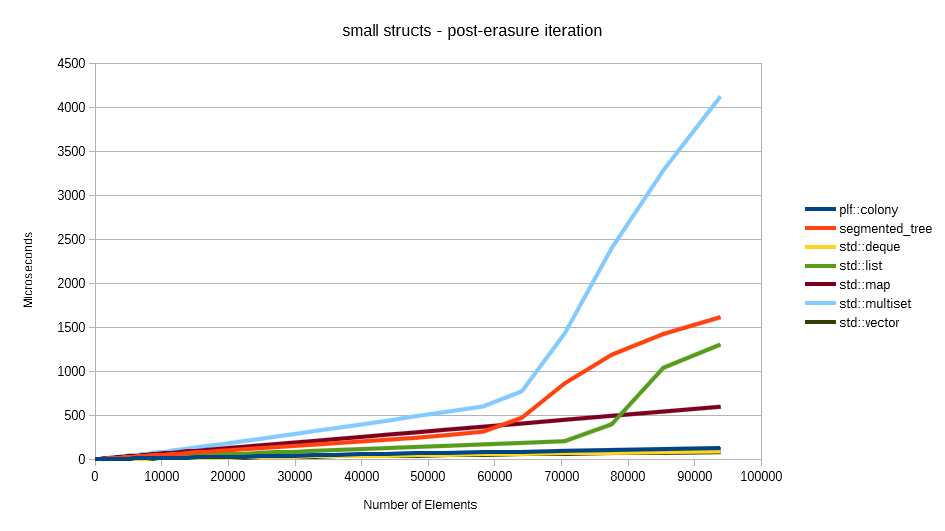 small structs - post-erasure iteration
4500
4000
3500
3000
2500
2000
1500
1000
500
0
Microseconds
0 10000 20000 30000 40000 50000 60000 70000 80000 90000 100000
Number of Elements
plf::colony
segmented_tree
std::deque
std::list
std::map
std::multiset
std::vector